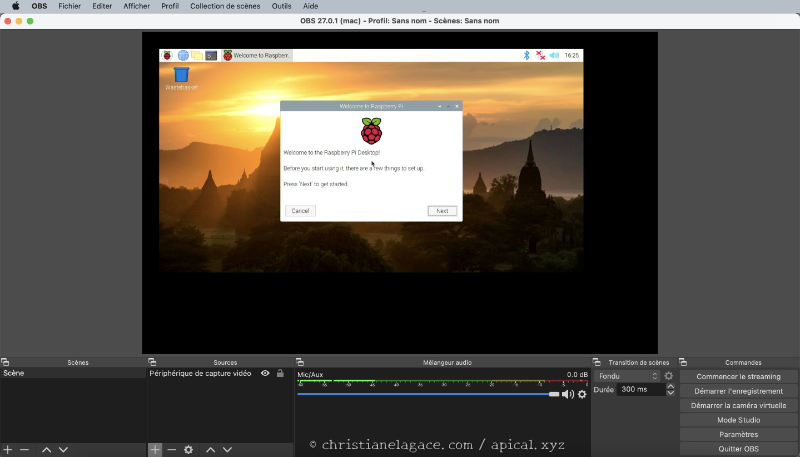 OBS Fichier Editer Afficher Profil Collection de scènes Outils Aide
OBS 27.0.1 (mac) - Profil: Sans nom - Scènes: Sans nom
Welcome to Raspberr... 16:25
Wastebasket
Welcome to Raspberry Pi
Welcome to the Raspberry Pi Desktop!
Before you start using it, there are a few things to set up.
Press 'Next' to get started.
Cancel Next
Scènes Sources Mélangeur audio Transition de scènes Commandes
Scène Périphérique de capture vidéo Mic/Aux 0.0 dB Fondu Commencer le streaming
Durée 300 ms Démarrer l'enregistrement
Démarrer la caméra virtuelle
Mode Studio
Paramètres
Quitter OBS
© christianelagace.com / apical.xyz